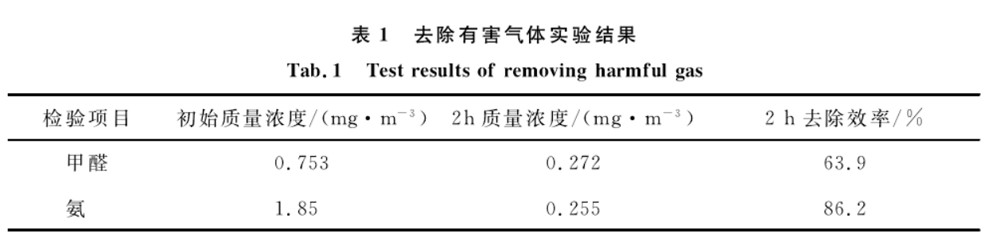 表 1 去除有害气体实验结果
Tab.1 Test results of removing harmful gas
检验项目 初始质量浓度/(mg·m⁻³) 2h质量浓度/(mg·m⁻³) 2 h去除效率/%
甲醛 0.753 0.272 63.9
氨 1.85 0.255 86.2